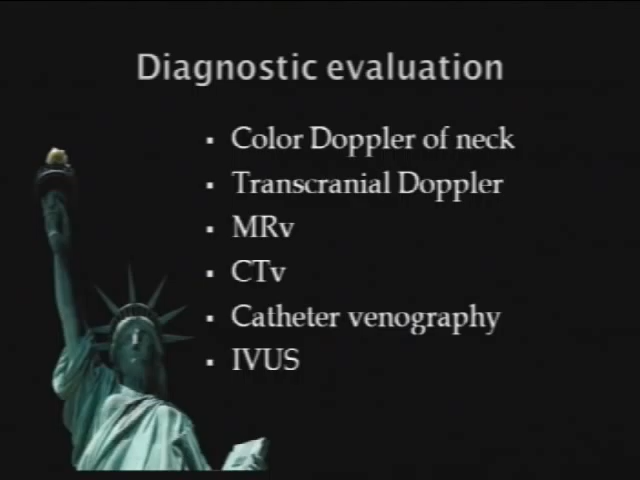 Diagnostic evaluation
Color Doppler of neck
Transcranial Doppler
MRv
CTv
Catheter venography
IVUS